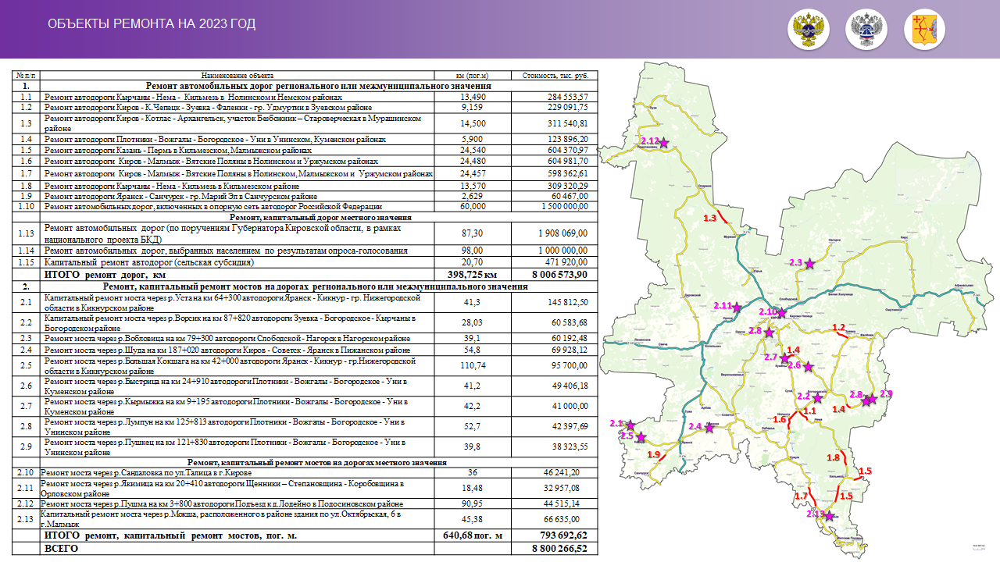 ОБЪЕКТЫ РЕМОНТА НА 2023 ГОД
№ п/п Наименование объекта км (пог.м) Стоимость, тыс. руб.
1. Ремонт автомобильных дорог регионального или межмуниципального значения
1.1 Ремонт автодороги Кырчаны - Нема - Кильмезь в Нолинском и Немском районах 13,490 284 553,57
1.2 Ремонт автодороги Киров - К.Чепецк - Зуевка - Фаленки - гр. Удмуртии в Зуевском районе 9,159 229 091,75
1.3 Ремонт автодороги Киров - Котлас - Архангельск, участок Безбожник – Староверческая в Мурашинском
районе 14,500 311 540,81
1.4 Ремонт автодороги Плотники - Вожгалы - Богородское - Уни в Унинском, Куменском районах 5,900 123 896,20
1.5 Ремонт автодороги Казань - Пермь в Кильмезском, Малмыжском районах 24,540 604 370,97
1.6 Ремонт автодороги Киров - Малмыж - Вятские Поляны в Нолинском и Уржумском районах 24,480 604 981,70
1.7 Ремонт автодороги Киров - Малмыж - Вятские Поляны в Нолинском, Малмыжском и Уржумском районах 24,457 598 362,61
1.8 Ремонт автодороги Кырчаны - Нема - Кильмезь в Кильмезском районе 13,570 309 320,29
1.9 Ремонт автодороги Яранск - Санчурск - гр. Марий Эл в Санчурском районе 2,629 60 467,00
1.10 Ремонт автомобильных дорог, включенных в опорную сеть автодорог Российской Федерации 60,000 1 500 000,00
Ремонт, капитальный дорог местного значения
1.13 Ремонт автомобильных дорог (по поручениям Губернатора Кировской области, в рамках
национального проекта БКД) 87,30 1 908 069,00
1.14 Ремонт автомобильных дорог, выбранных населением по результатам опроса-голосования 98,00 1 000 000,00
1.15 Капитальный ремонт автодорог (сельская субсидия) 20,70 471 920,00
ИТОГО ремонт дорог, км 398,725 км 8 006 573,90
2. Ремонт, капитальный ремонт мостов на дорогах регионального или межмуниципального значения
2.1 Капитальный ремонт моста через р.Уста на км 64+300 автодороги Яранск - Кикнур - гр. Нижегородской
области в Кикнурском районе 41,3 145 812,50
2.2 Капитальный ремонт моста через р.Ворсик на км 87+820 автодороги Зуевка - Богородское - Кырчаны в
Богородском районе 28,03 60 583,68
2.3 Ремонт моста через р.Вобловица на км 79+300 автодороги Слободской - Нагорск в Нагорском районе 39,1 60 192,48
2.4 Ремонт моста через р.Шуда на км 187+020 автодороги Киров - Советск - Яранск в Пижанском районе 54,8 69 928,12
2.5 Ремонт моста через р.Большая Кокшага на км 42+000 автодороги Яранск - Кикнур - гр.Нижегородской
области в Кикнурском районе 110,74 95 700,00
2.6 Ремонт моста через р.Быстрица на км 24+910 автодороги Плотники - Вожгалы - Богородское - Уни в
Куменском районе 41,2 49 406,18
2.7 Ремонт моста через р.Кырмыжка на км 9+195 автодороги Плотники - Вожгалы - Богородское - Уни в
Куменском районе 42,2 41 000,00
2.8 Ремонт моста через р.Лумпун на км 125+813 автодороги Плотники - Вожгалы - Богородское - Уни в
Унинском районе 52,7 42 397,69
2.9 Ремонт моста через р.Пушкец на км 121+830 автодороги Плотники - Вожгалы - Богородское - Уни в
Унинском районе 39,8 38 323,55
Ремонт, капитальный ремонт мостов на дорогах местного значения
2.10 Ремонт моста через р.Сандаловка по ул.Талица в г.Кирове 36 46 241,20
2.11 Ремонт моста через р.Якимица на км 20+410 автодороги Щенники – Степановщина - Коробовщина в
Орловском районе 18,48 32 957,08
2.12 Ремонт моста через р.Пушма на км 3+800 автодороги Подъезд к д.Лодейно в Подосиновском районе 90,95 44 515,14
2.13 Капитальный ремонт моста через р.Мокша, расположенного в районе здания по ул.Октябрьская, 6 в
г.Малмыж 45,38 66 635,00
ИТОГО ремонт, капитальный ремонт мостов, пог. м. 640,68 пог. м 793 692,62
ВСЕГО 8 800 266,52
2.12
1.3
2.3
2.11
2.10
2.8
1.2
1.4
2.7
2.6
2.2
2.8
2.9
1.4
1.1
1.6
2.1
2.5
2.4
1.9
1.8
1.5
1.7
1.5
2.13